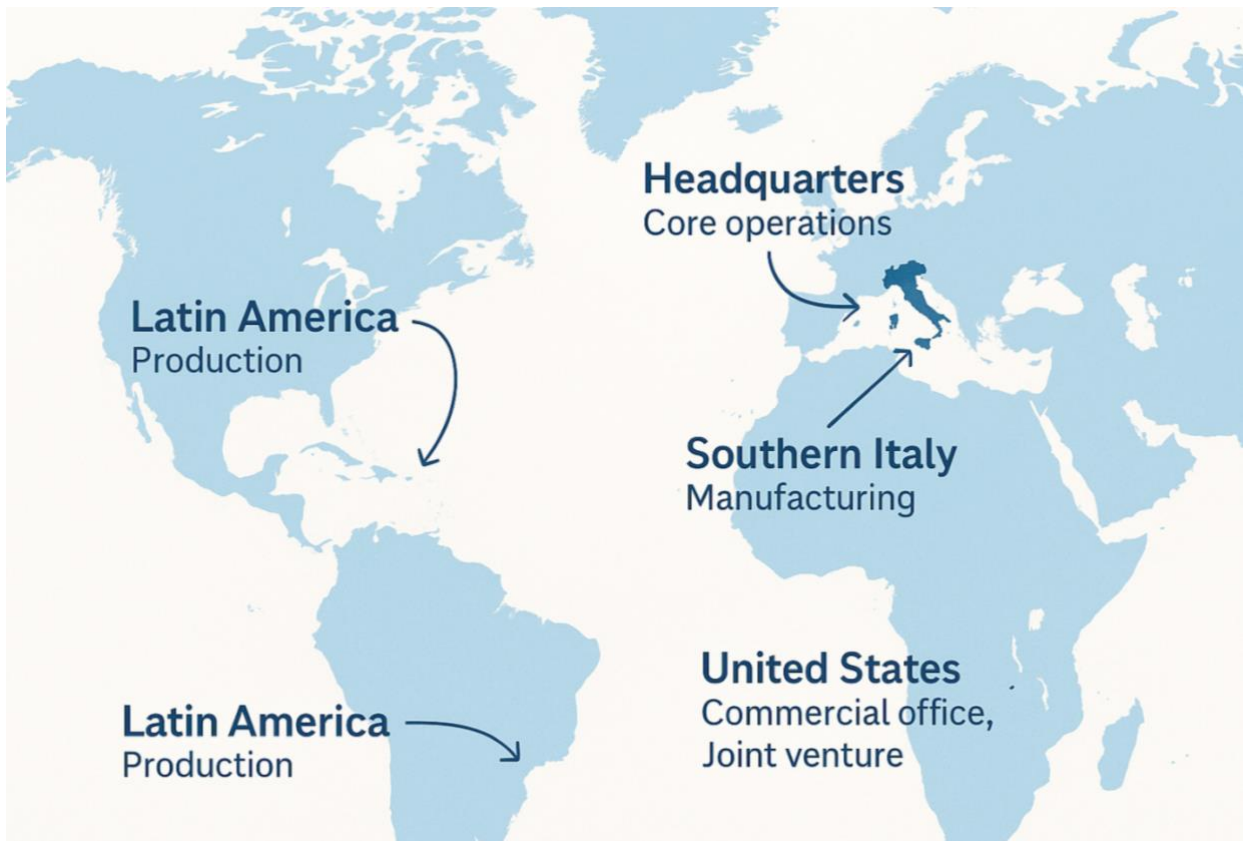 Headquarters
Core operations
Latin America
Production
Southern Italy
Manufacturing
United States
Commercial office,
Joint venture
Latin America
Production